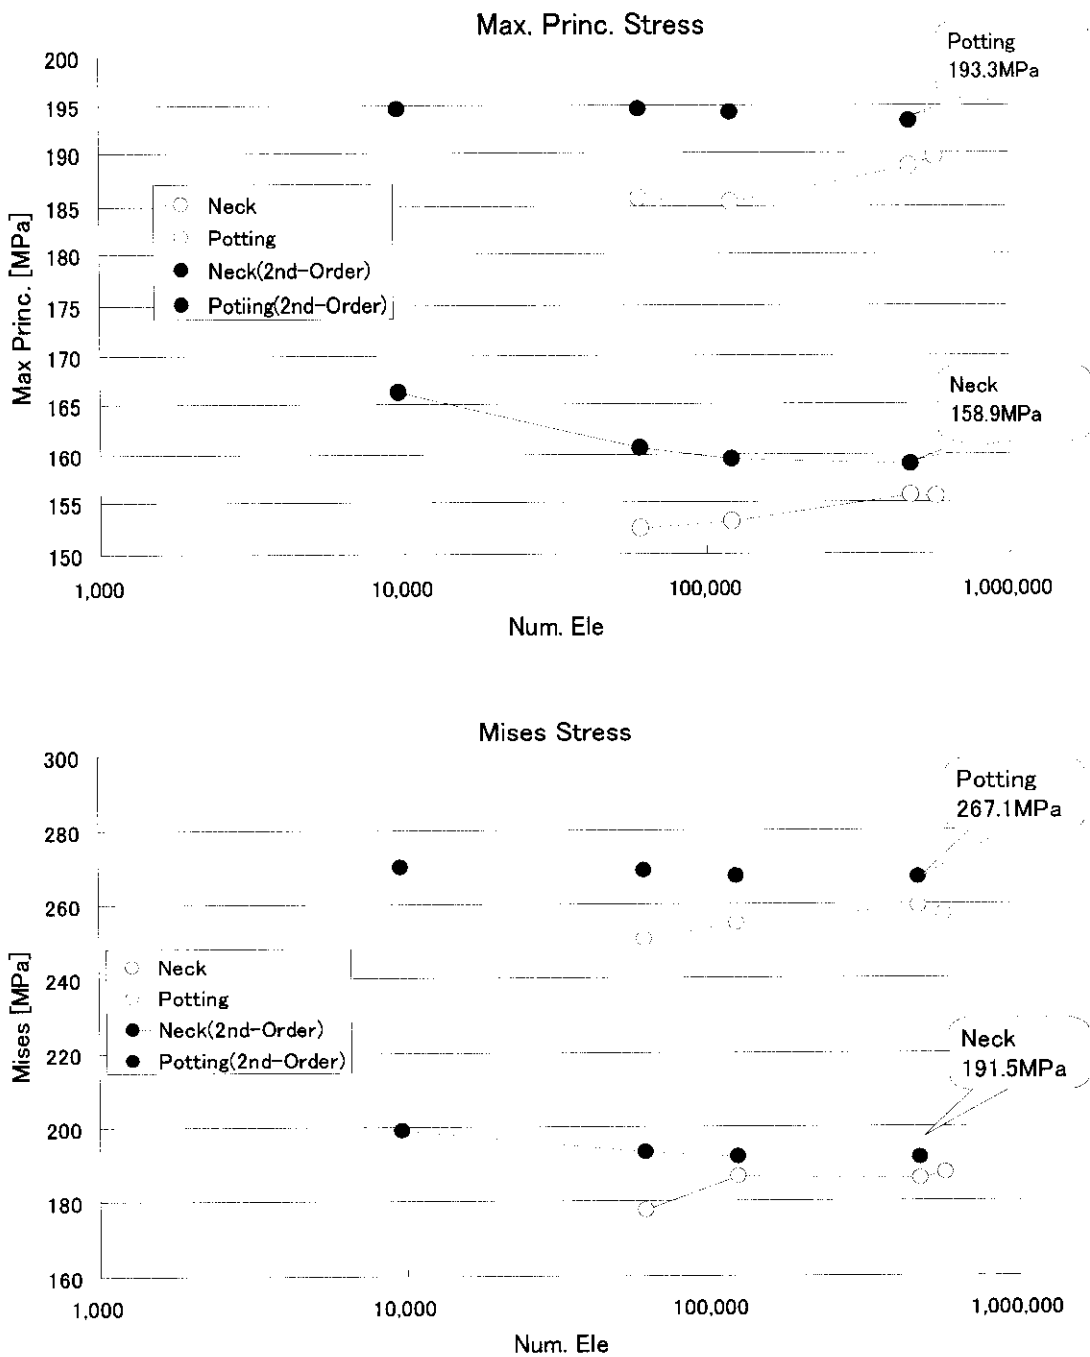 Max. Princ. Stress
Potting
193.3MPa
200
195
190
185
180
175
170
165
160
155
150
Max Princ. [MPa]
Neck
Potting
Neck(2nd-Order)
Potiing(2nd-Order)
Neck
158.9MPa
1,000
10,000
100,000
1,000,000
Num. Ele
Mises Stress
Potting
267.1MPa
300
280
260
240
220
200
180
160
Mises [MPa]
Neck
Potting
Neck(2nd-Order)
Potting(2nd-Order)
Neck
191.5MPa
1,000
10,000
100,000
1,000,000
Num. Ele